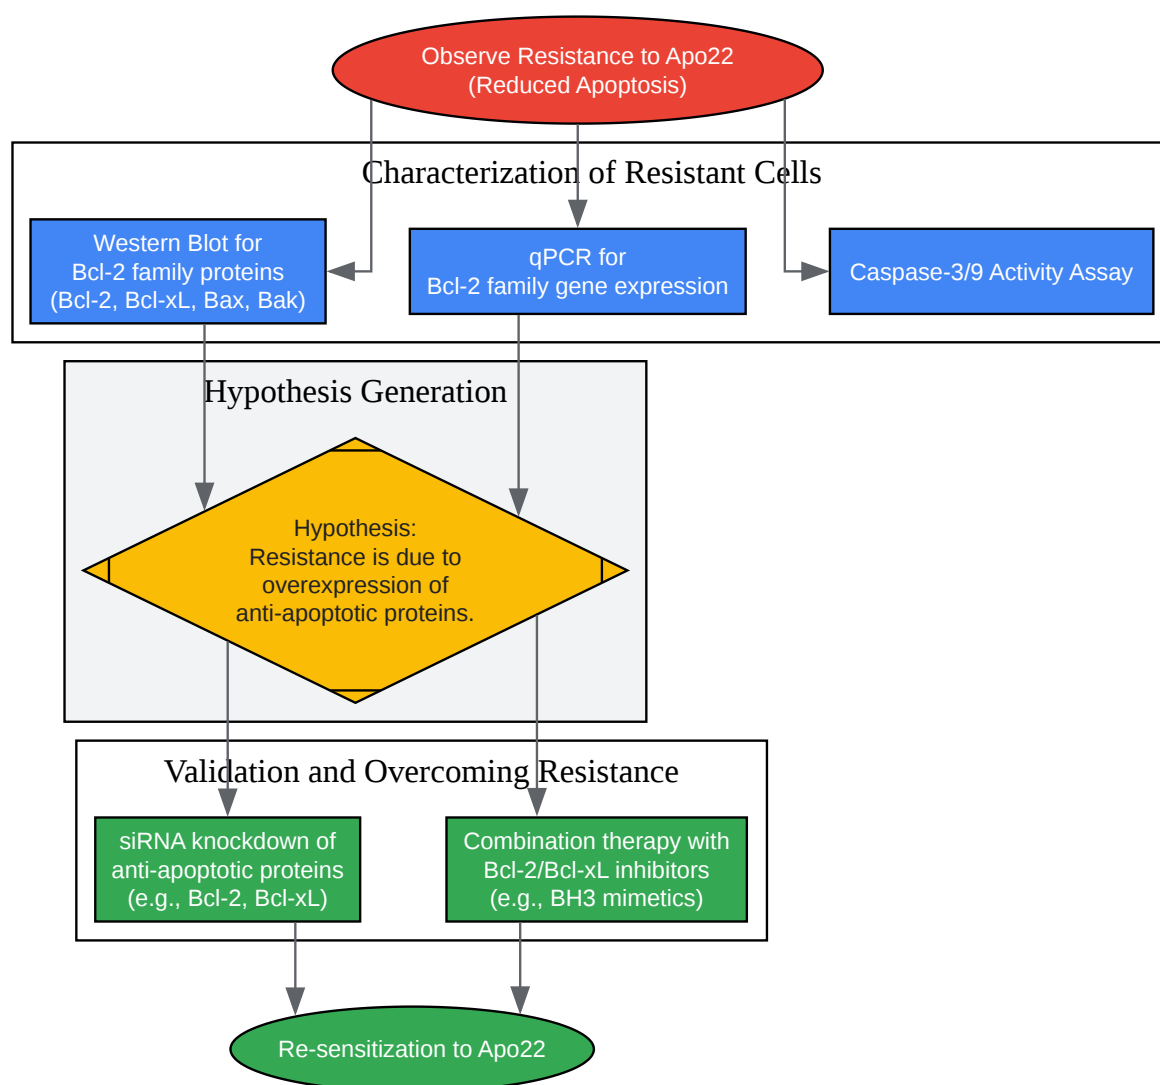 Observe Resistance to Apo22
(Reduced Apoptosis)
Characterization of Resistant Cells
Western Blot for
Bcl-2 family proteins
(Bcl-2, Bcl-xL, Bax, Bak)
qPCR for
Bcl-2 family gene expression
Caspase-3/9 Activity Assay
Hypothesis Generation
Hypothesis:
Resistance is due to
overexpression of
anti-apoptotic proteins.
Validation and Overcoming Resistance
siRNA knockdown of
anti-apoptotic proteins
(e.g., Bcl-2, Bcl-xL)
Combination therapy with
Bcl-2/Bcl-xL inhibitors
(e.g., BH3 mimetics)
Re-sensitization to Apo22